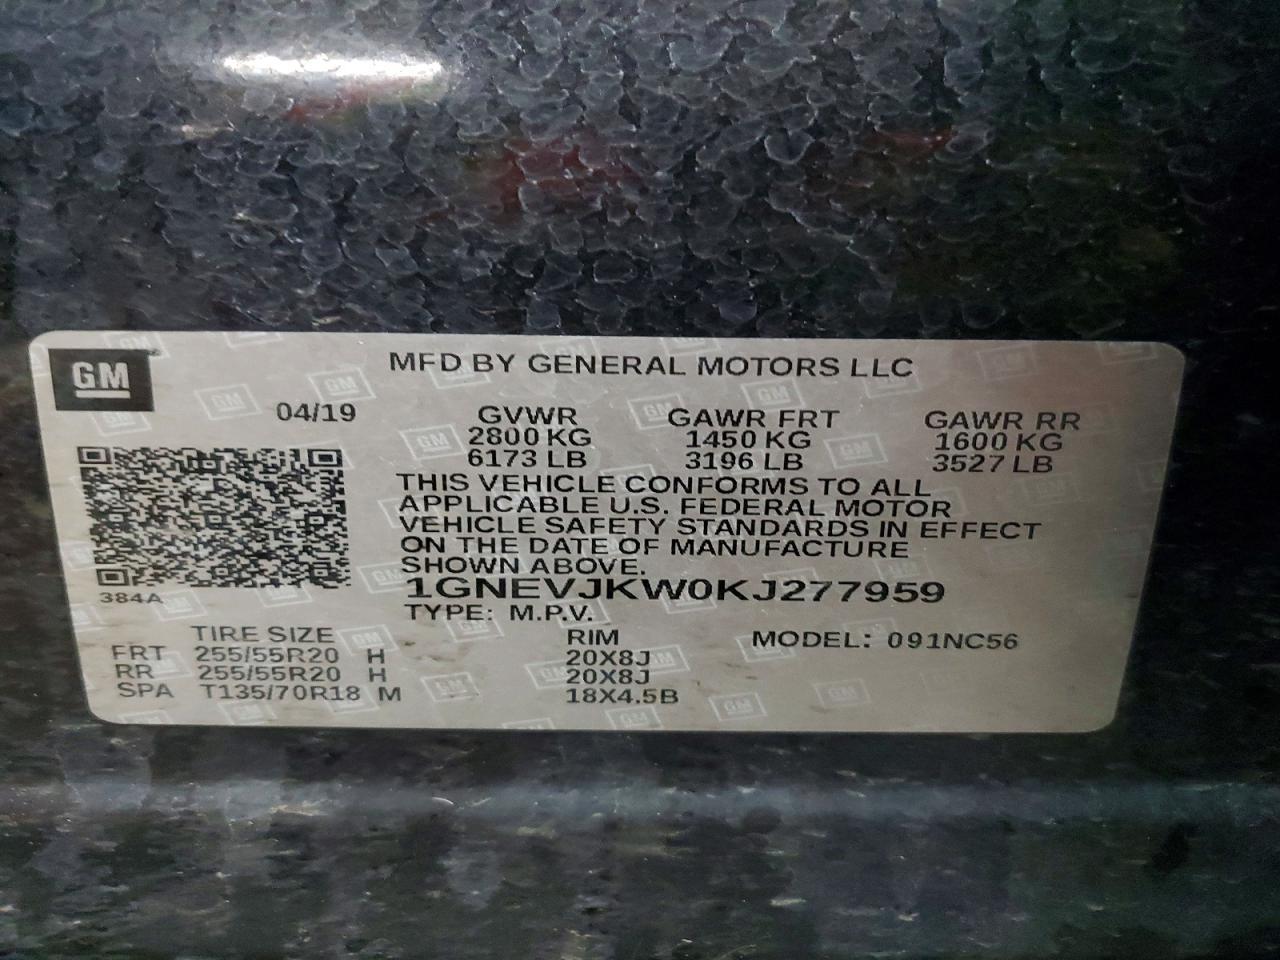 GM
MFD BY GENERAL MOTORS LLC
04/19
GVWR GAWR FRT GAWR RR
2800 KG 1450 KG 1600 KG
6173 LB 3196 LB 3527 LB
THIS VEHICLE CONFORMS TO ALL
APPLICABLE U.S. FEDERAL MOTOR
VEHICLE SAFETY STANDARDS IN EFFECT
ON THE DATE OF MANUFACTURE
SHOWN ABOVE.
384A
1GNEVJKW0KJ277959
TYPE: M.P.V.
TIRE SIZE RIM MODEL: 091NC56
FRT 255/55R20 H 20X8J
RR 255/55R20 H 20X8J
SPA T135/70R18 M 18X4.5B